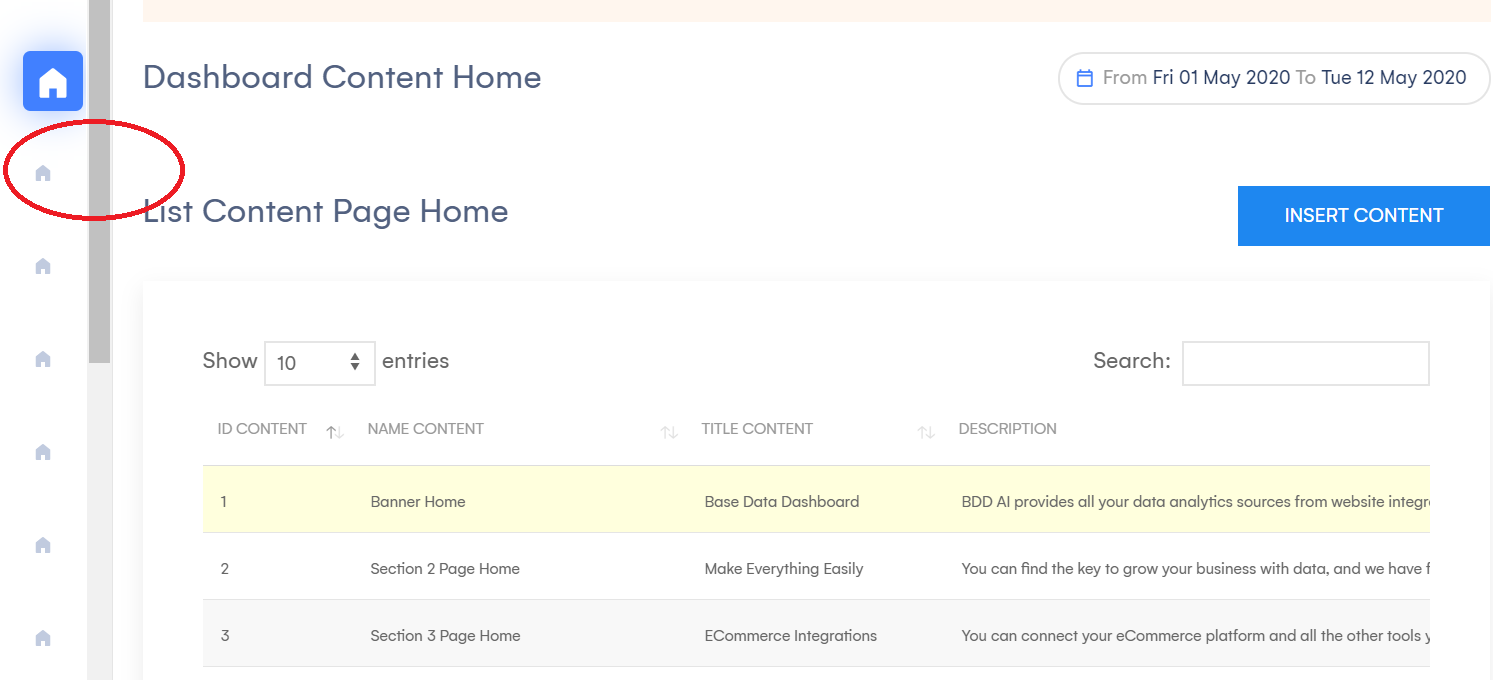 Dashboard Content Home
From Fri 01 May 2020 To Tue 12 May 2020
List Content Page Home
INSERT CONTENT
Show 10 entries
Search:
ID CONTENT NAME CONTENT TITLE CONTENT DESCRIPTION
1 Banner Home Base Data Dashboard BDD AI provides all your data analytics sources from website integr
2 Section 2 Page Home Make Everything Easily You can find the key to grow your business with data, and we have f
3 Section 3 Page Home ECommerce Integrations You can connect your eCommerce platform and all the other tools y